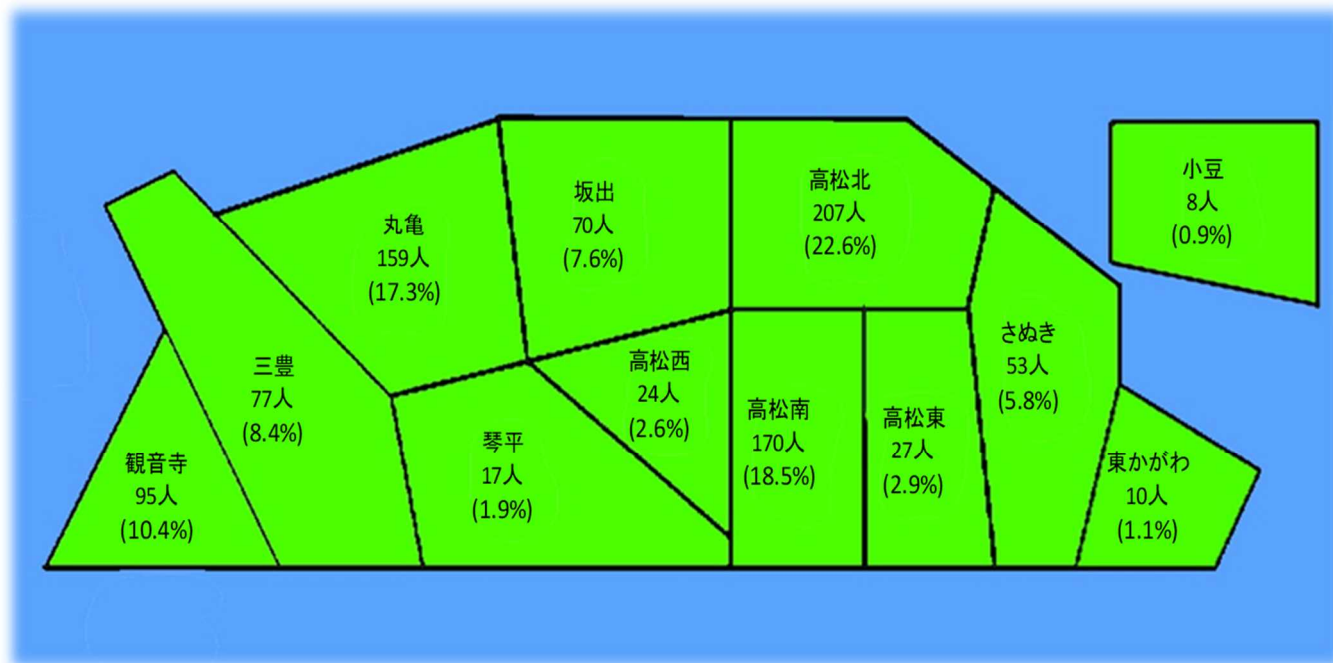 小豆
8人
(0.9%)
高松北
207人
(22.6%)
坂出
70人
(7.6%)
丸亀
159人
(17.3%)
さぬき
53人
(5.8%)
高松西
24人
(2.6%)
三豊
77人
(8.4%)
高松南
170人
(18.5%)
高松東
27人
(2.9%)
琴平
17人
(1.9%)
観音寺
95人
(10.4%)
東かがわ
10人
(1.1%)